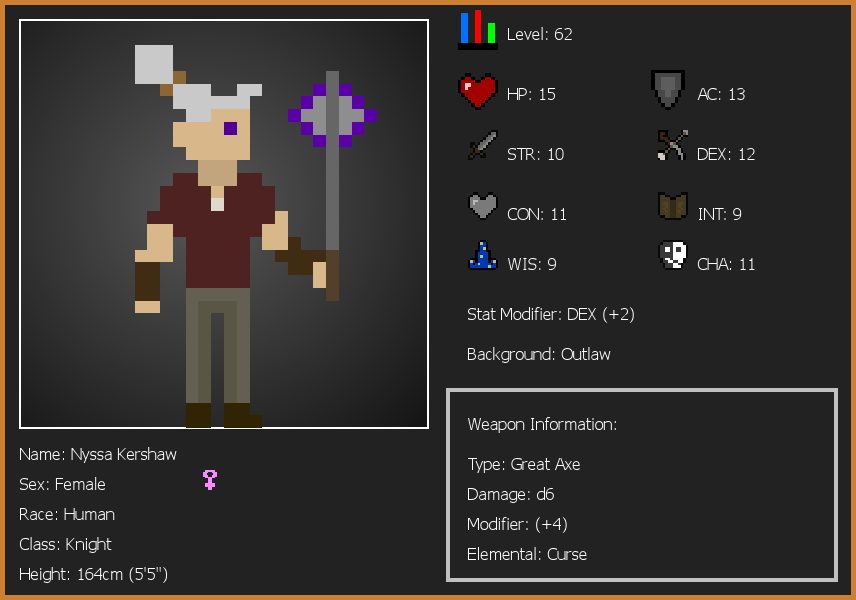 Level: 62
HP: 15
AC: 13
STR: 10
DEX: 12
CON: 11
INT: 9
WIS: 9
CHA: 11
Stat Modifier: DEX (+2)
Background: Outlaw
Weapon Information:
Type: Great Axe
Damage: d6
Modifier: (+4)
Elemental: Curse
Name: Nyssa Kershaw
Sex: Female
Race: Human
Class: Knight
Height: 164cm (5'5")